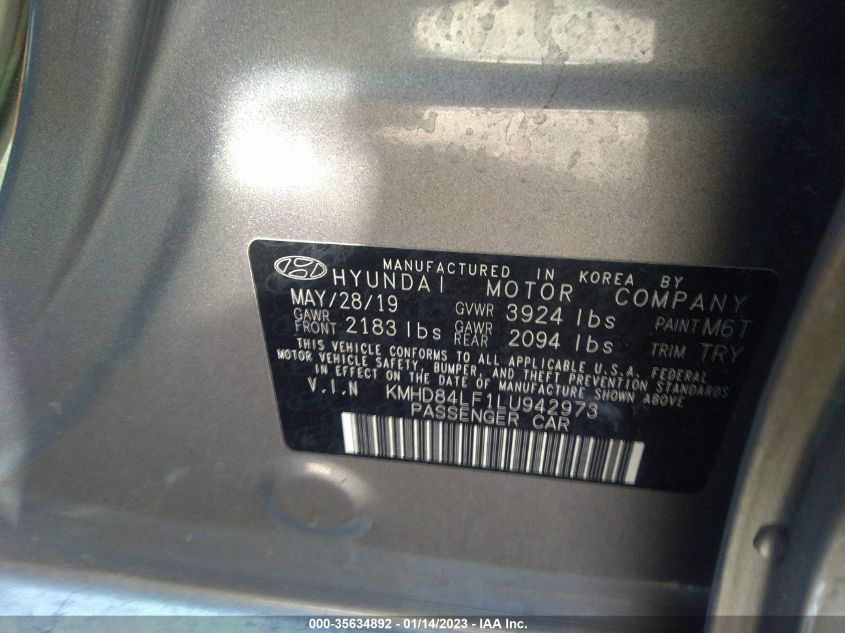 MANUFACTURED IN KOREA BY
HYUNDAI MOTOR COMPANY
MAY/28/19 GVWR 3924 lbs PAINT M6T
GAWR FRONT 2183 lbs GAWR REAR 2094 lbs TRIM TRY
THIS VEHICLE CONFORMS TO ALL APPLICABLE U.S.A. FEDERAL
MOTOR VEHICLE SAFETY, BUMPER, AND THEFT PREVENTION STANDARDS
IN EFFECT ON THE DATE OF MANUFACTURE SHOWN ABOVE
V.I.N KMHD84LF1LU942973
PASSENGER CAR
000-35634892 - 01/14/2023 - IAA Inc.